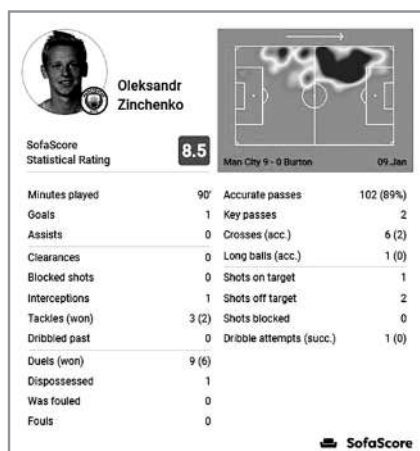 Oleksandr
Zinchenko
SofaScore
Statistical Rating
8.5
Man City 9 - 0 Burton 09 Jan
Minutes played 90'
Goals 1
Assists 0
Clearances 0
Blocked shots 0
Interceptions 1
Tackles (won) 3 (2)
Dribbled past 0
Duels (won) 9 (6)
Dispossessed 1
Was fouled 0
Fouls 0
Accurate passes 102 (89%)
Key passes 2
Crosses (acc.) 6 (2)
Long balls (acc.) 1 (0)
Shots on target 1
Shots off target 2
Shots blocked 0
Dribble attempts (succ.) 1 (0)
SofaScore